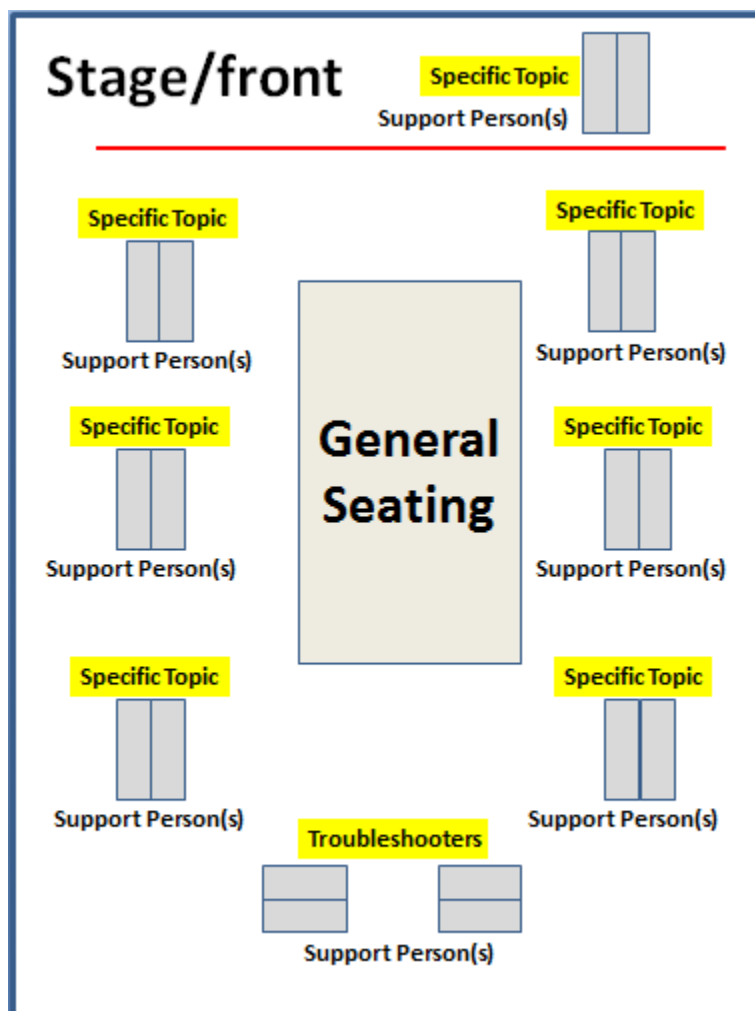 Stage/front
Specific Topic
Support Person(s)
Specific Topic
Specific Topic
Support Person(s)
Support Person(s)
General
Seating
Specific Topic
Specific Topic
Support Person(s)
Support Person(s)
Specific Topic
Specific Topic
Support Person(s)
Support Person(s)
Troubleshooters
Support Person(s)